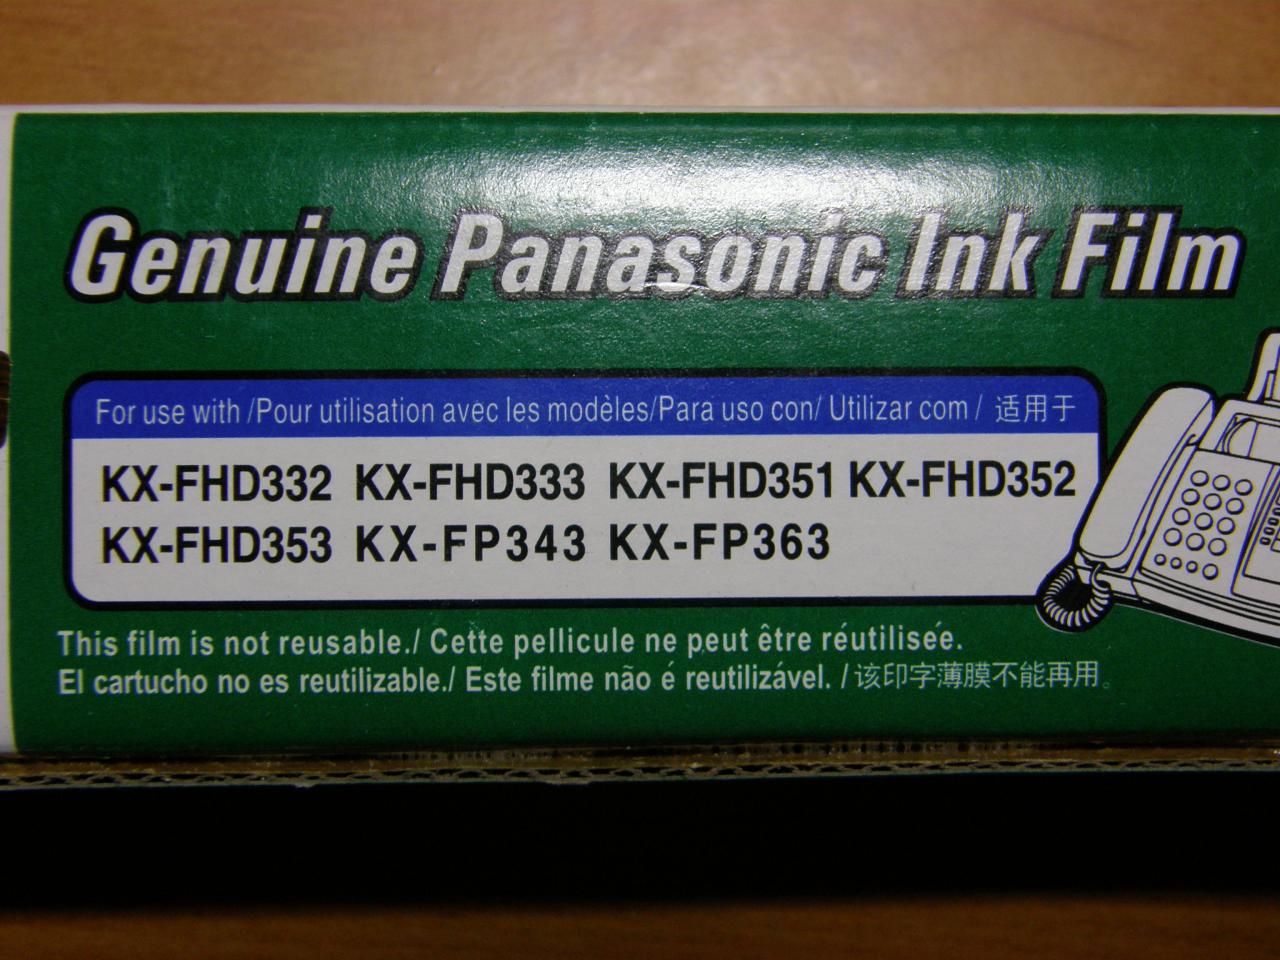 Genuine Panasonic Ink Film
For use with /Pour utilisation avec les modèles/Para uso con/ Utilizar com / 适用于
KX-FHD332 KX-FHD333 KX-FHD351 KX-FHD352
KX-FHD353 KX-FP343 KX-FP363
This film is not reusable./ Cette pellicule ne peut être réutilisée.
El cartucho no es reutilizable./ Este filme não é reutilizável. / 该印字薄膜不能再用。